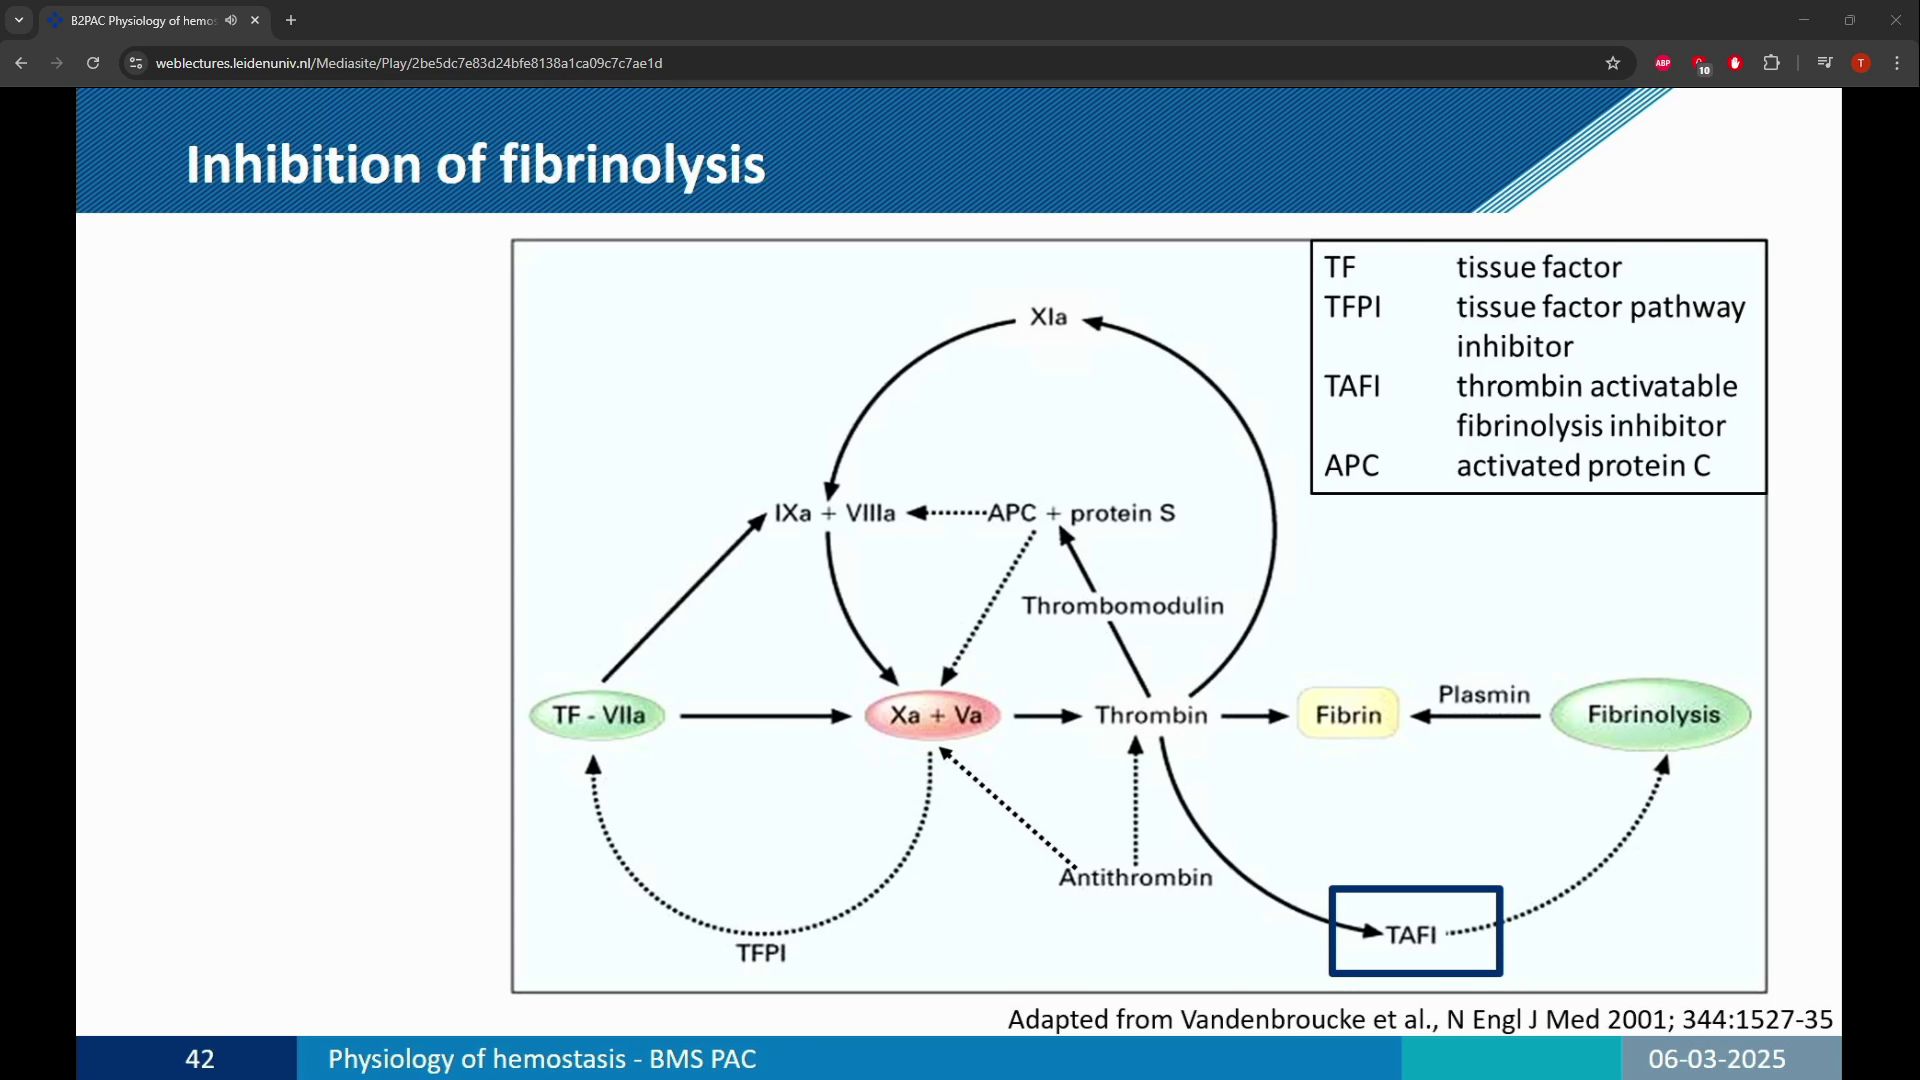 B2PAC Physiology of hemos
weblectures.leidenuniv.nl/Mediasite/Play/2be5dc7e83d24bfe8138a1ca09c7c7ae1d
ABP
10
T
Inhibition of fibrinolysis
TF tissue factor
TFPI tissue factor pathway
inhibitor
TAFI thrombin activatable
fibrinolysis inhibitor
APC activated protein C
XIa
IXa + VIIIa
APC + protein S
Thrombomodulin
TF - VIIa
Xa + Va
Thrombin
Fibrin
Plasmin
Fibrinolysis
Antithrombin
TAFI
TFPI
Adapted from Vandenbroucke et al., N Engl J Med 2001; 344:1527-35
42 Physiology of hemostasis - BMS PAC 06-03-2025